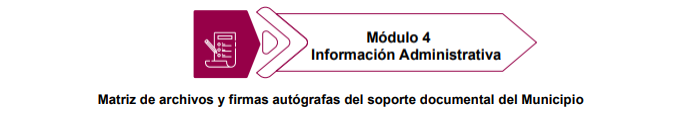 Módulo 4
Información Administrativa
Matriz de archivos y firmas autógrafas del soporte documental del Municipio